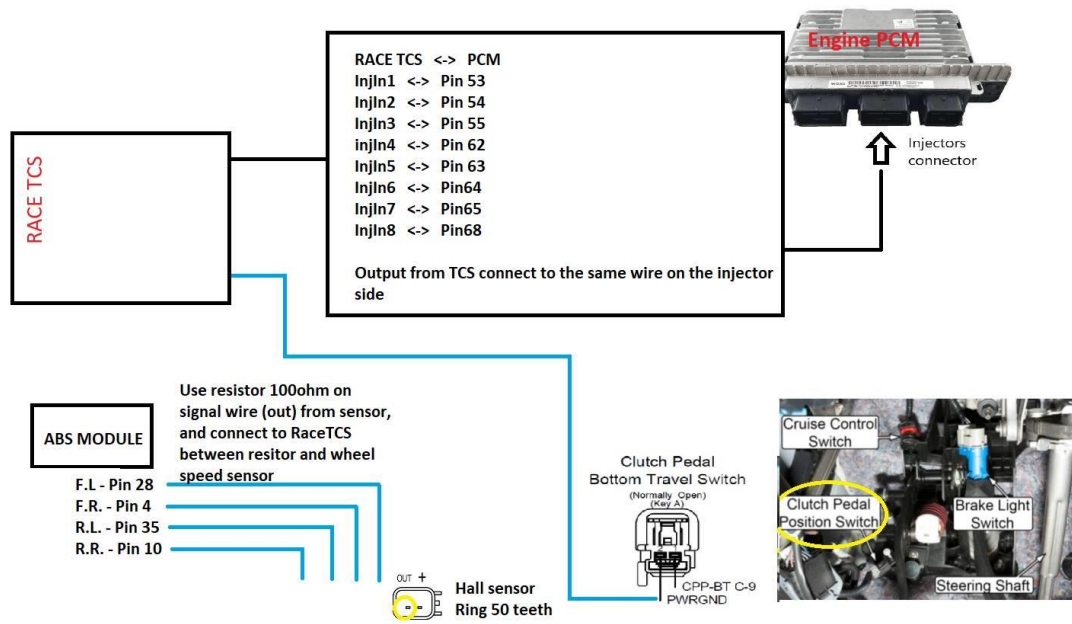 RACE TCS
RACE TCS <-> PCM
InjIn1 <-> Pin 53
InjIn2 <-> Pin 54
InjIn3 <-> Pin 55
injIn4 <-> Pin 62
InjIn5 <-> Pin 63
InjIn6 <-> Pin64
InjIn7 <-> Pin65
InjIn8 <-> Pin68
Output from TCS connect to the same wire on the injector
side
Engine PCM
Injectors
connector
ABS MODULE
Use resistor 100ohm on
signal wire (out) from sensor,
and connect to RaceTCS
between resitor and wheel
speed sensor
F.L - Pin 28
F.R. - Pin 4
R.L. - Pin 35
R.R. - Pin 10
OUT +
Hall sensor
Ring 50 teeth
Clutch Pedal
Bottom Travel Switch
(Normally Open)
(Key A)
CPP-BT C-9
PWRGND
Cruise Control
Switch
Clutch Pedal
Position Switch
Brake Light
Switch
Steering Shaft